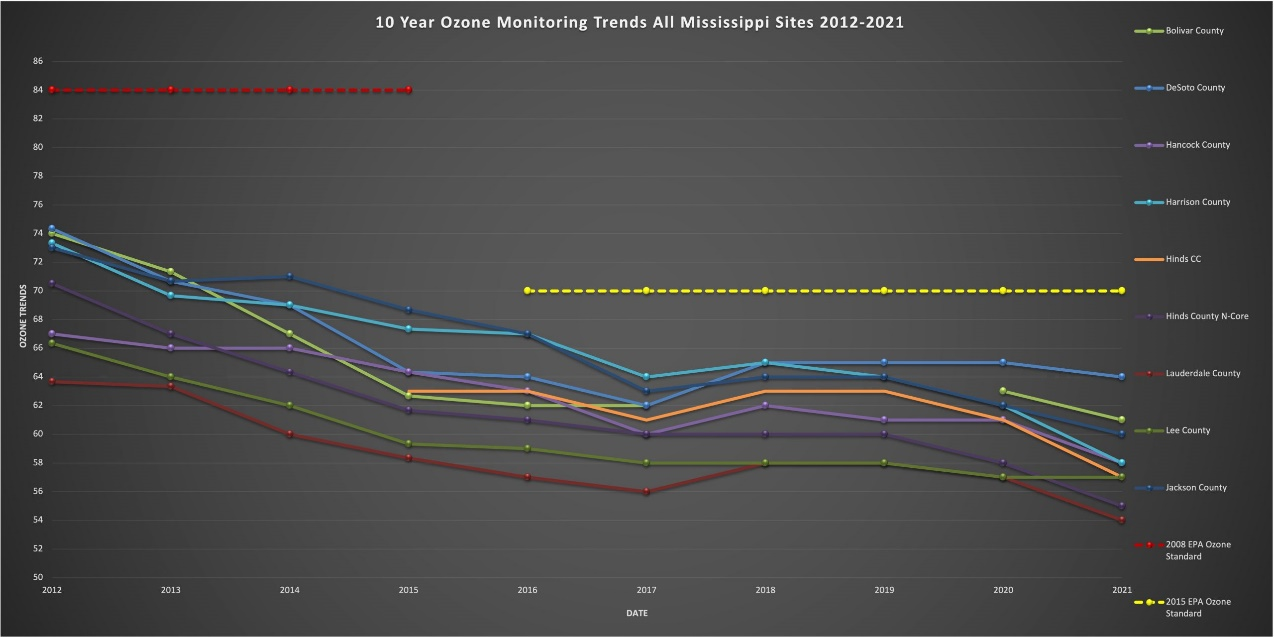 10 Year Ozone Monitoring Trends All Mississippi Sites 2012-2021
86
84
82
80
78
76
74
72
70
68
66
64
62
60
58
56
54
52
50
OZONE TRENDS
2012 2013 2014 2015 2016 2017 2018 2019 2020 2021
DATE
Bolivar County
DeSoto County
Hancock County
Harrison County
Hinds CC
Hinds County N-Core
Lauderdale County
Lee County
Jackson County
2008 EPA Ozone
Standard
2015 EPA Ozone
Standard